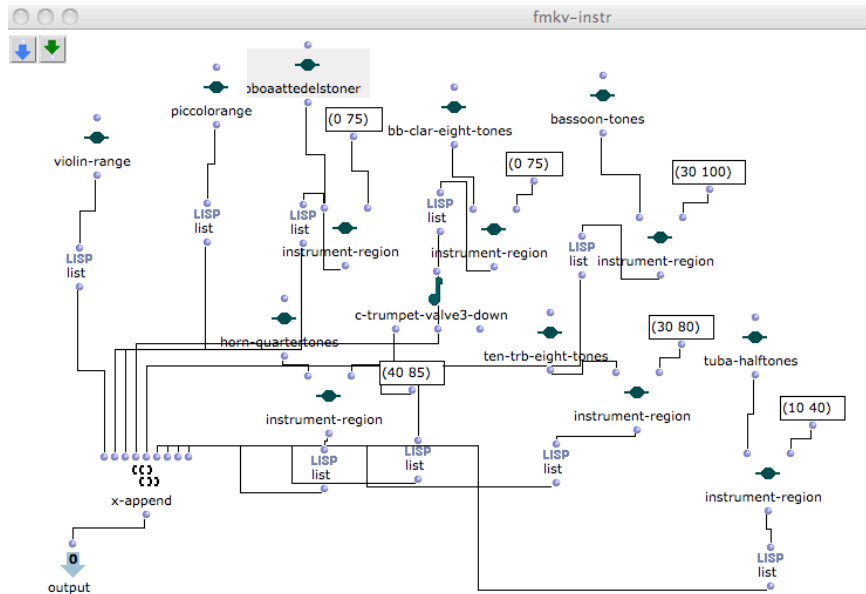 fmkv-instr
oboaattedelstoner
piccolorange
bb-clar-eight-tones
bassoon-tones
(0 75)
violin-range
(0 75)
(30 100)
LISP
list
LISP
list
LISP
list
LISP
list
LISP
list
instrument-region
instrument-region
instrument-region
c-trumpet-valve3-down
horn-quartertones
ten-trb-eight-tones
(30 80)
tuba-halftones
(40 85)
instrument-region
instrument-region
(10 40)
LISP
list
LISP
list
LISP
list
x-append
instrument-region
0
output
LISP
list